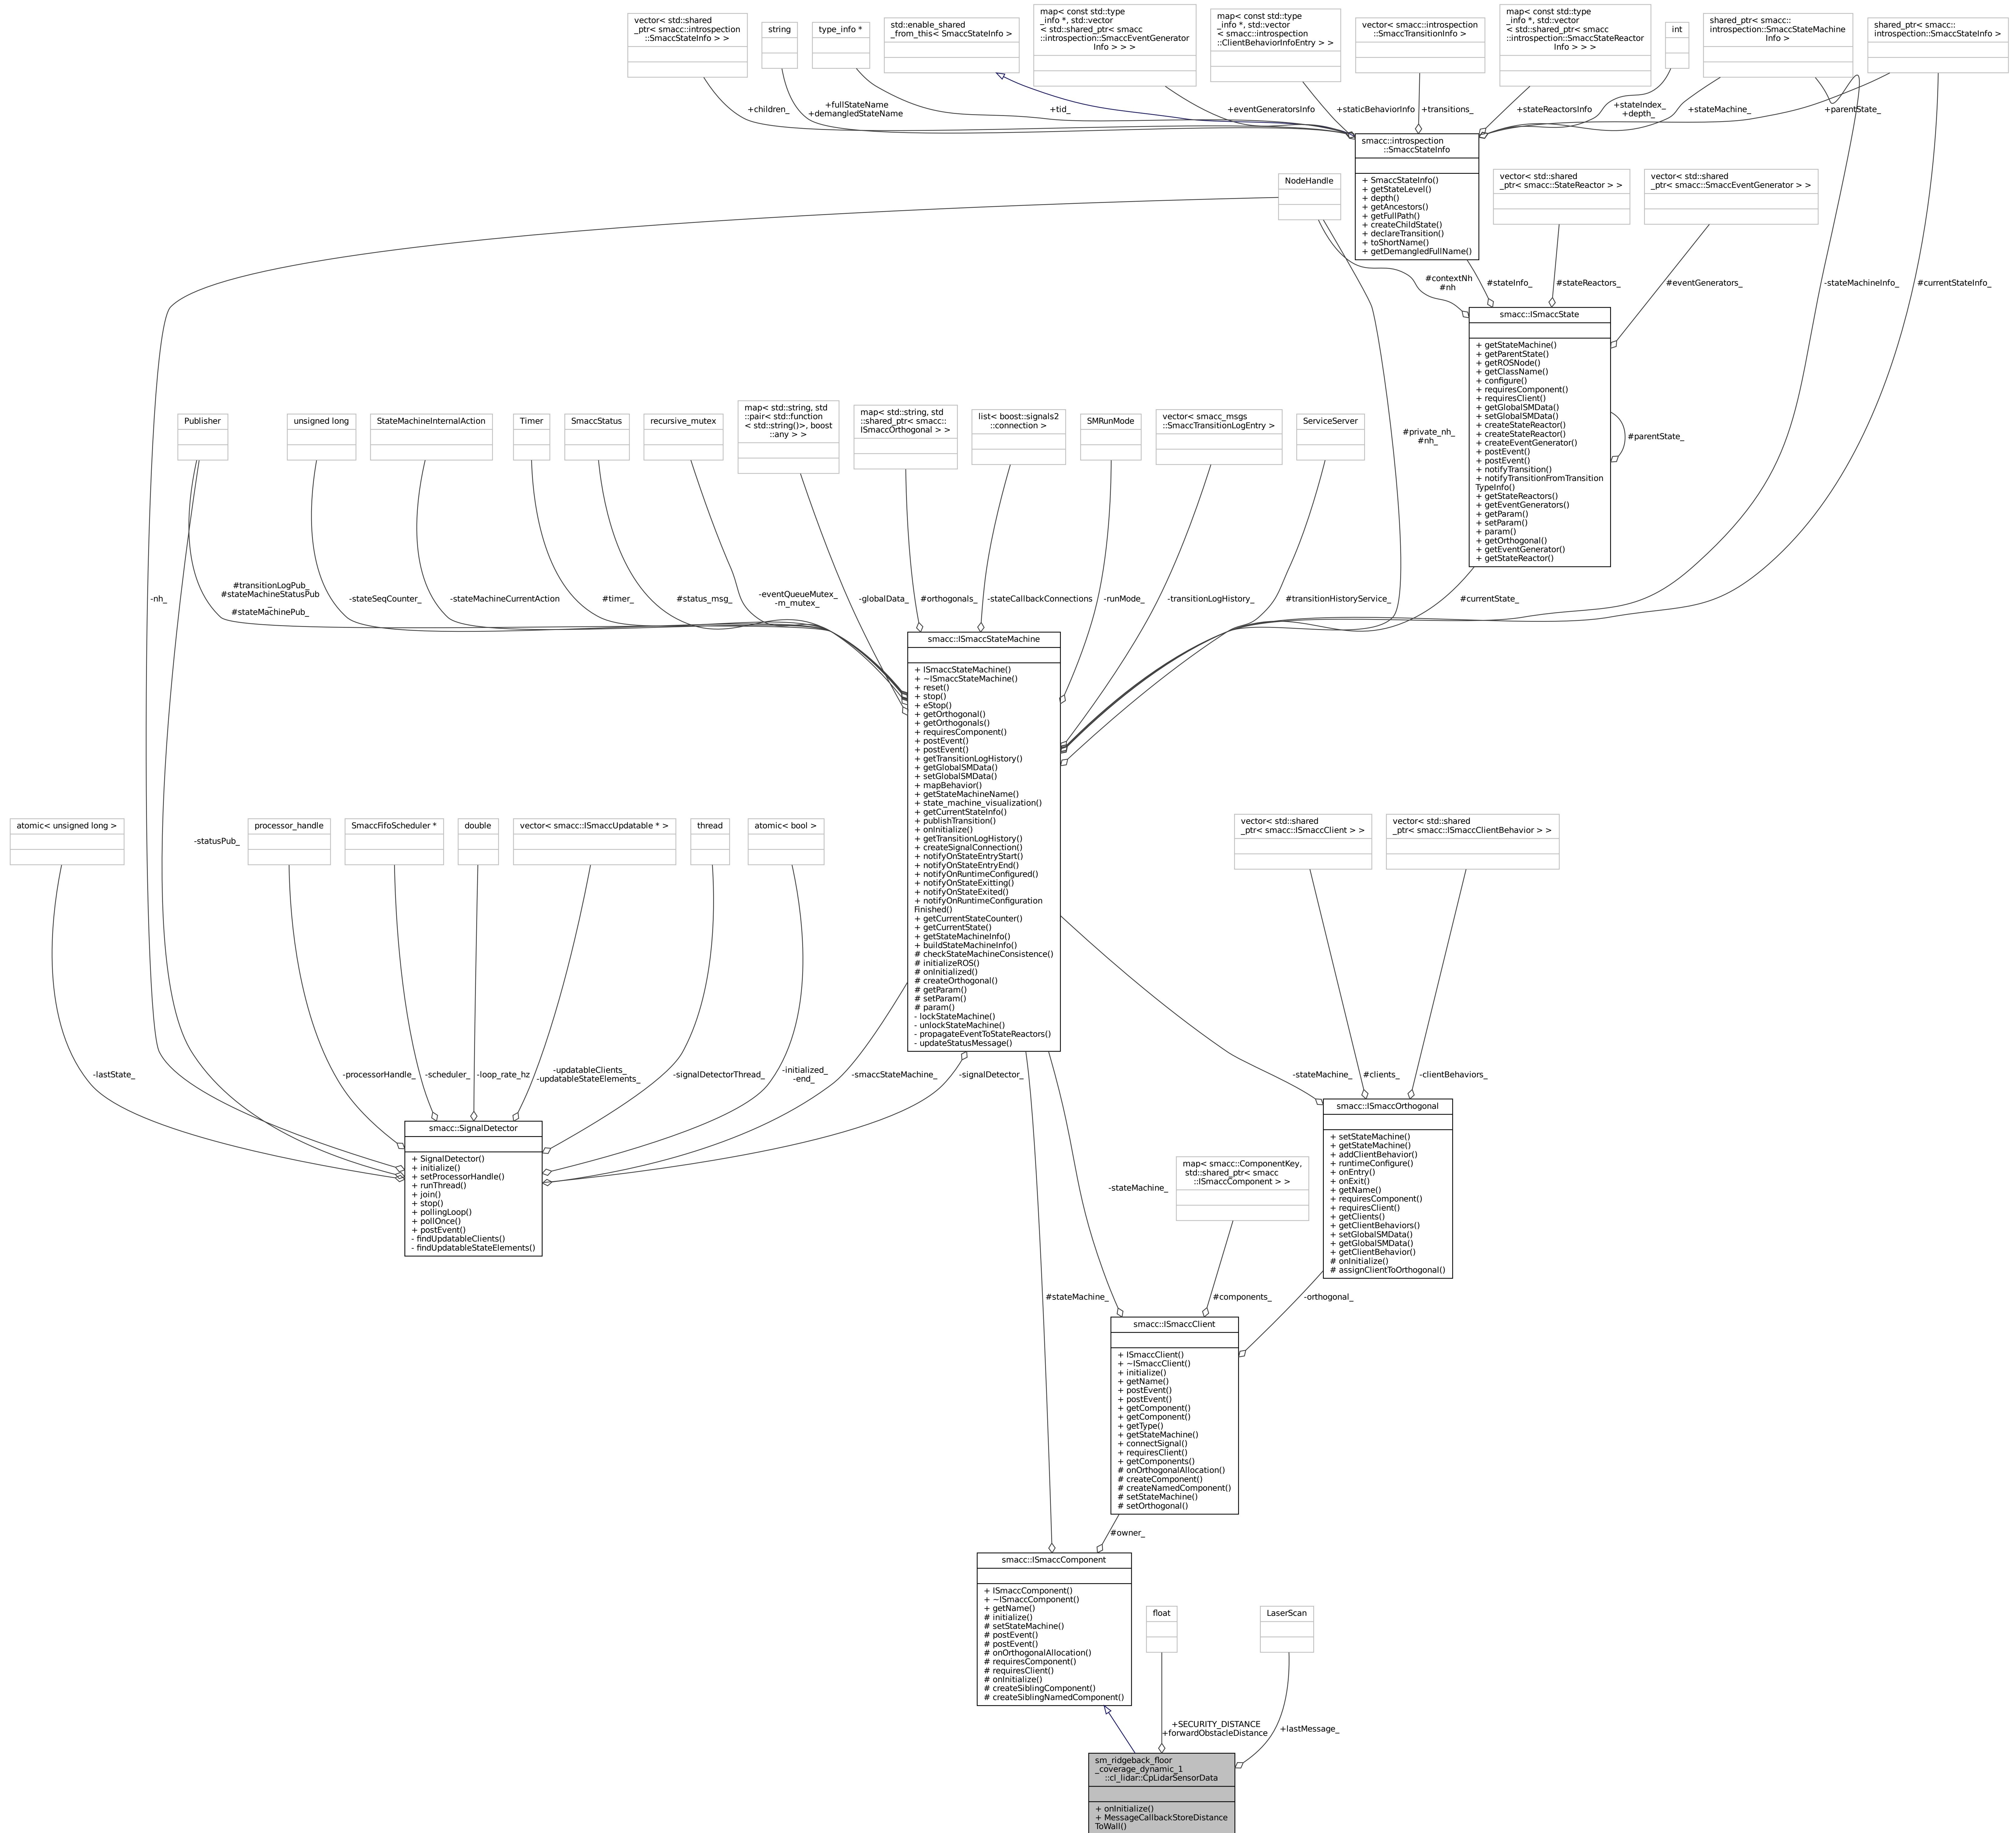 vector< std::shared
_ptr< smacc::introspection
::SmaccStateInfo > >
string
type_info *
std::enable_shared
_from_this< SmaccStateInfo >
map< const std::type
_info *, std::vector
< std::shared_ptr< smacc
::introspection::SmaccEventGenerator
Info > > >
map< const std::type
_info *, std::vector
< smacc::introspection
::ClientBehaviorInfoEntry > >
vector< smacc::introspection
::SmaccTransitionInfo >
map< const std::type
_info *, std::vector
< std::shared_ptr< smacc
::introspection::SmaccStateReactor
Info > > >
int
shared_ptr< smacc::
introspection::SmaccStateMachine
Info >
shared_ptr< smacc::
introspection::SmaccStateInfo >
+children_
+fullStateName
+demangledStateName
+tid_
+eventGeneratorsInfo
+staticBehaviorInfo
+transitions_
+stateReactorsInfo
+stateIndex_
+depth_
+stateMachine_
+parentState_
smacc::introspection
::SmaccStateInfo
+ SmaccStateInfo()
+ getStateLevel()
+ depth()
+ getAncestors()
+ getFullPath()
+ createChildState()
+ declareTransition()
+ toShortName()
+ getDemangledFullName()
NodeHandle
vector< std::shared
_ptr< smacc::StateReactor > >
vector< std::shared
_ptr< smacc::SmaccEventGenerator > >
#contextNh
#nh
#stateInfo_
#stateReactors_
#eventGenerators_
-stateMachineInfo_
#currentStateInfo_
smacc::ISmaccState
+ getStateMachine()
+ getParentState()
+ getROSNode()
+ getClassName()
+ configure()
+ requiresComponent()
+ requiresClient()
+ getGlobalSMData()
+ setGlobalSMData()
+ createStateReactor()
+ createStateReactor()
+ createEventGenerator()
+ postEvent()
+ postEvent()
+ notifyTransition()
+ notifyTransitionFromTransition
TypeInfo()
+ getStateReactors()
+ getEventGenerators()
+ getParam()
+ setParam()
+ param()
+ getOrthogonal()
+ getEventGenerator()
+ getStateReactor()
#parentState_
Publisher
unsigned long
StateMachineInternalAction
Timer
SmaccStatus
recursive_mutex
map< std::string, std
::pair< std::function
< std::string()>, boost
::any > >
map< std::string, std
::shared_ptr< smacc::
ISmaccOrthogonal > >
list< boost::signals2
::connection >
SMRunMode
vector< smacc_msgs
::SmaccTransitionLogEntry >
ServiceServer
#private_nh_
#nh_
-nh_
#transitionLogPub_
#stateMachineStatusPub
_
#stateMachinePub_
-stateSeqCounter_
-stateMachineCurrentAction
#timer_
#status_msg_
-eventQueueMutex_
-m_mutex_
-globalData_
#orthogonals_
-stateCallbackConnections
-runMode_
-transitionLogHistory_
#transitionHistoryService_
#currentState_
smacc::ISmaccStateMachine
+ ISmaccStateMachine()
+ ~ISmaccStateMachine()
+ reset()
+ stop()
+ eStop()
+ getOrthogonal()
+ getOrthogonals()
+ requiresComponent()
+ postEvent()
+ postEvent()
+ getTransitionLogHistory()
+ getGlobalSMData()
+ setGlobalSMData()
+ mapBehavior()
+ getStateMachineName()
+ state_machine_visualization()
+ getCurrentStateInfo()
+ publishTransition()
+ onInitialize()
+ getTransitionLogHistory()
+ createSignalConnection()
+ notifyOnStateEntryStart()
+ notifyOnStateEntryEnd()
+ notifyOnRuntimeConfigured()
+ notifyOnStateExitting()
+ notifyOnStateExited()
+ notifyOnRuntimeConfiguration
Finished()
+ getCurrentStateCounter()
+ getCurrentState()
+ getStateMachineInfo()
+ buildStateMachineInfo()
# checkStateMachineConsistence()
# initializeROS()
# onInitialized()
# createOrthogonal()
# getParam()
# setParam()
# param()
- lockStateMachine()
- unlockStateMachine()
- propagateEventToStateReactors()
- updateStatusMessage()
atomic< unsigned long >
processor_handle
SmaccFifoScheduler *
double
vector< smacc::ISmaccUpdatable * >
thread
atomic< bool >
vector< std::shared
_ptr< smacc::ISmaccClient > >
vector< std::shared
_ptr< smacc::ISmaccClientBehavior > >
-statusPub_
-lastState_
-processorHandle_
-scheduler_
-loop_rate_hz
-updatableClients_
-updatableStateElements_
-signalDetectorThread_
-initialized_
-end_
-smaccStateMachine_
-signalDetector_
-stateMachine_
#clients_
-clientBehaviors_
smacc::SignalDetector
+ SignalDetector()
+ initialize()
+ setProcessorHandle()
+ runThread()
+ join()
+ stop()
+ pollingLoop()
+ pollOnce()
+ postEvent()
- findUpdatableClients()
- findUpdatableStateElements()
smacc::ISmaccOrthogonal
+ setStateMachine()
+ getStateMachine()
+ addClientBehavior()
+ runtimeConfigure()
+ onEntry()
+ onExit()
+ getName()
+ requiresComponent()
+ requiresClient()
+ getClients()
+ getClientBehaviors()
+ setGlobalSMData()
+ getGlobalSMData()
+ getClientBehavior()
# onInitialize()
# assignClientToOrthogonal()
map< smacc::ComponentKey,
std::shared_ptr< smacc
::ISmaccComponent > >
-stateMachine_
#stateMachine_
#components_
-orthogonal_
smacc::ISmaccClient
+ ISmaccClient()
+ ~ISmaccClient()
+ initialize()
+ getName()
+ postEvent()
+ postEvent()
+ getComponent()
+ getComponent()
+ getType()
+ getStateMachine()
+ connectSignal()
+ requiresClient()
+ getComponents()
# onOrthogonalAllocation()
# createComponent()
# createNamedComponent()
# setStateMachine()
# setOrthogonal()
#owner_
smacc::ISmaccComponent
+ ISmaccComponent()
+ ~ISmaccComponent()
+ getName()
# initialize()
# setStateMachine()
# postEvent()
# postEvent()
# onOrthogonalAllocation()
# requiresComponent()
# requiresClient()
# onInitialize()
# createSiblingComponent()
# createSiblingNamedComponent()
float
LaserScan
+SECURITY_DISTANCE
+forwardObstacleDistance
+lastMessage_
sm_ridgeback_floor
_coverage_dynamic_1
::cl_lidar::CpLidarSensorData
+ onInitialize()
+ MessageCallbackStoreDistance
ToWall()